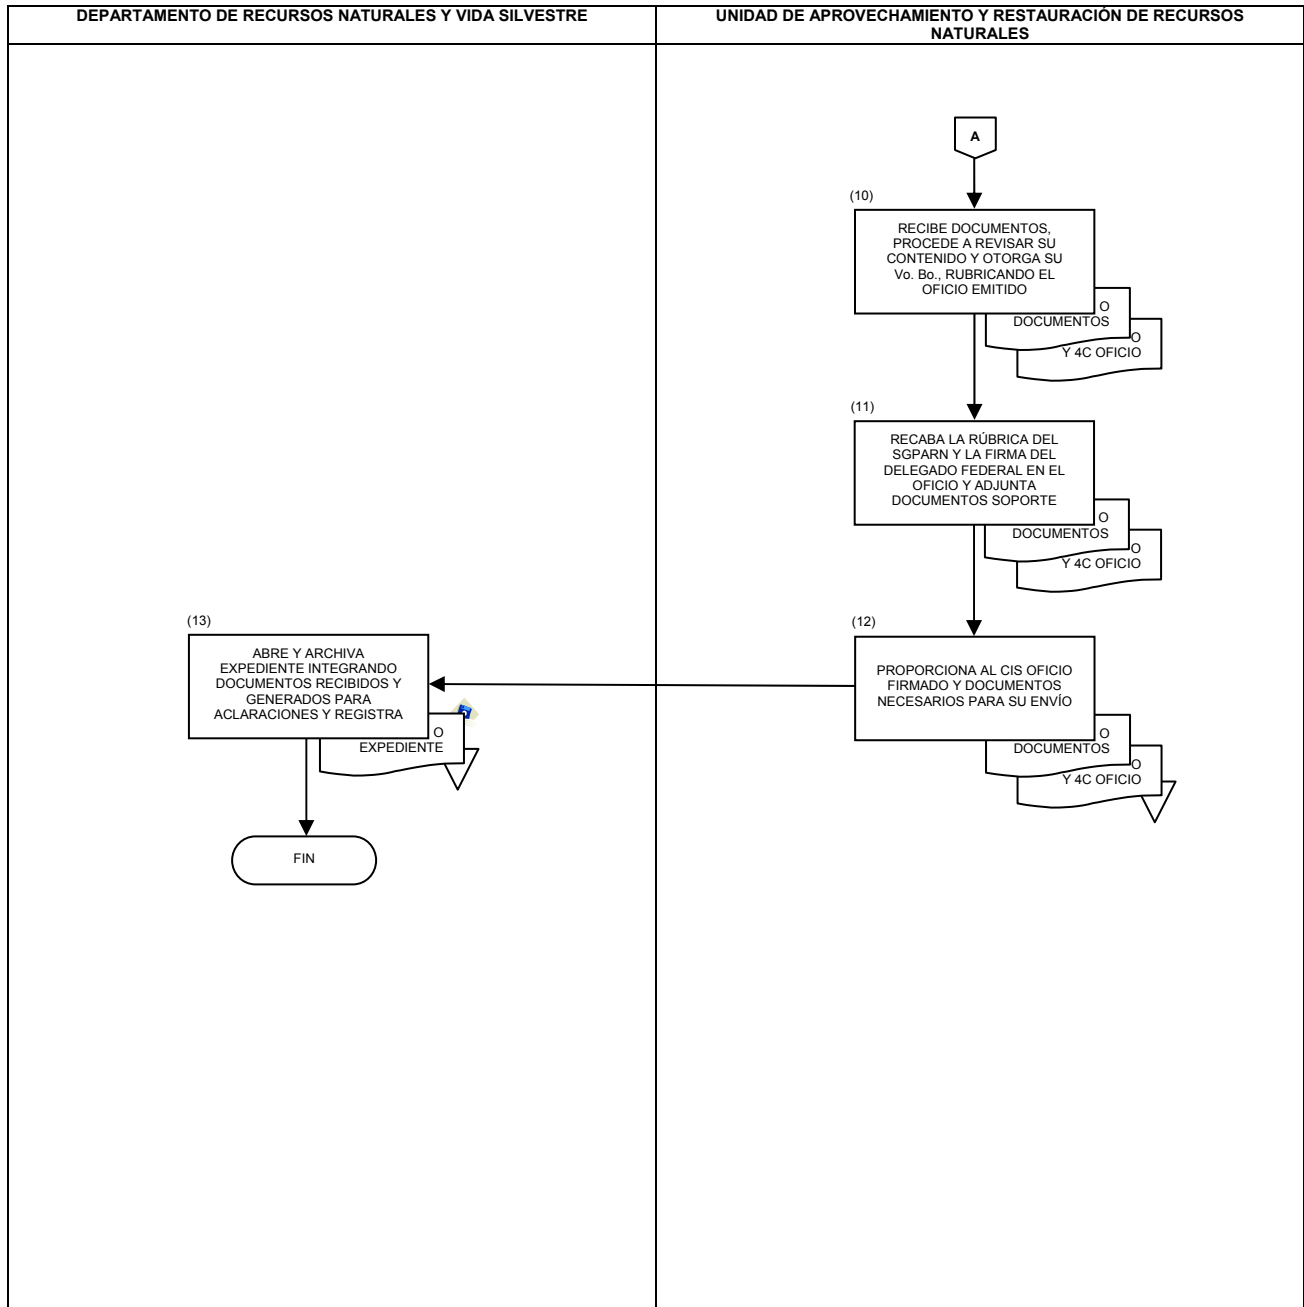 DEPARTAMENTO DE RECURSOS NATURALES Y VIDA SILVESTRE
UNIDAD DE APROVECHAMIENTO Y RESTAURACIÓN DE RECURSOS
NATURALES
A
(10)
RECIBE DOCUMENTOS,
PROCEDE A REVISAR SU
CONTENIDO Y OTORGA SU
Vo. Bo., RUBRICANDO EL
OFICIO EMITIDO
O
DOCUMENTOS
O
Y 4C OFICIO
(11)
RECABA LA RÚBRICA DEL
SGPARN Y LA FIRMA DEL
DELEGADO FEDERAL EN EL
OFICIO Y ADJUNTA
DOCUMENTOS SOPORTE
O
DOCUMENTOS
O
Y 4C OFICIO
(12)
PROPORCIONA AL CIS OFICIO
FIRMADO Y DOCUMENTOS
NECESARIOS PARA SU ENVÍO
O
DOCUMENTOS
O
Y 4C OFICIO
(13)
ABRE Y ARCHIVA
EXPEDIENTE INTEGRANDO
DOCUMENTOS RECIBIDOS Y
GENERADOS PARA
ACLARACIONES Y REGISTRA
O
EXPEDIENTE
FIN